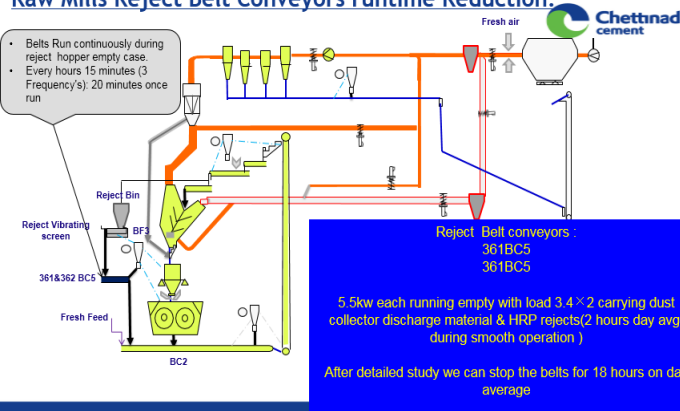 Raw Mills Reject Belt Conveyors runtime Reduction.
Chettnad
cement
Fresh air
• Belts Run continuously during
reject hopper empty case.
• Every hours 15 minutes (3
Frequency's): 20 minutes once
run
Reject Bin
Reject Vibrating
screen
BF3
361&362 BC5
Fresh Feed
BC2
Reject Belt conveyors :
361BC5
361BC5
5.5kw each running empty with load 3.4×2 carrying dust
collector discharge material & HRP rejects(2 hours day avg
during smooth operation )
After detailed study we can stop the belts for 18 hours on da
average